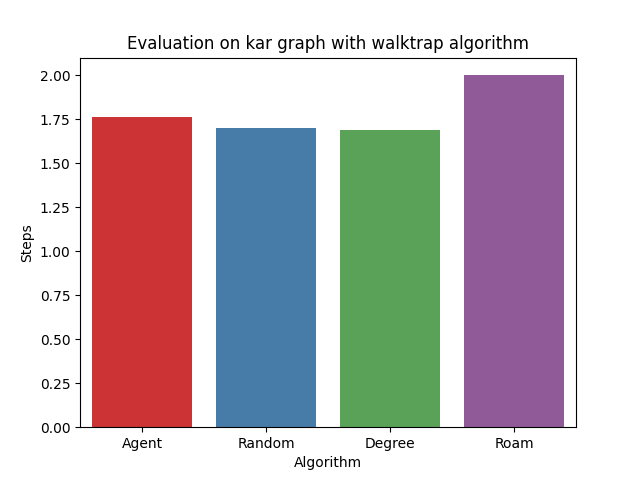 Evaluation on kar graph with walktrap algorithm
2.00
1.75
1.50
1.25
1.00
0.75
0.50
0.25
0.00
Steps
Agent Random Degree Roam
Algorithm